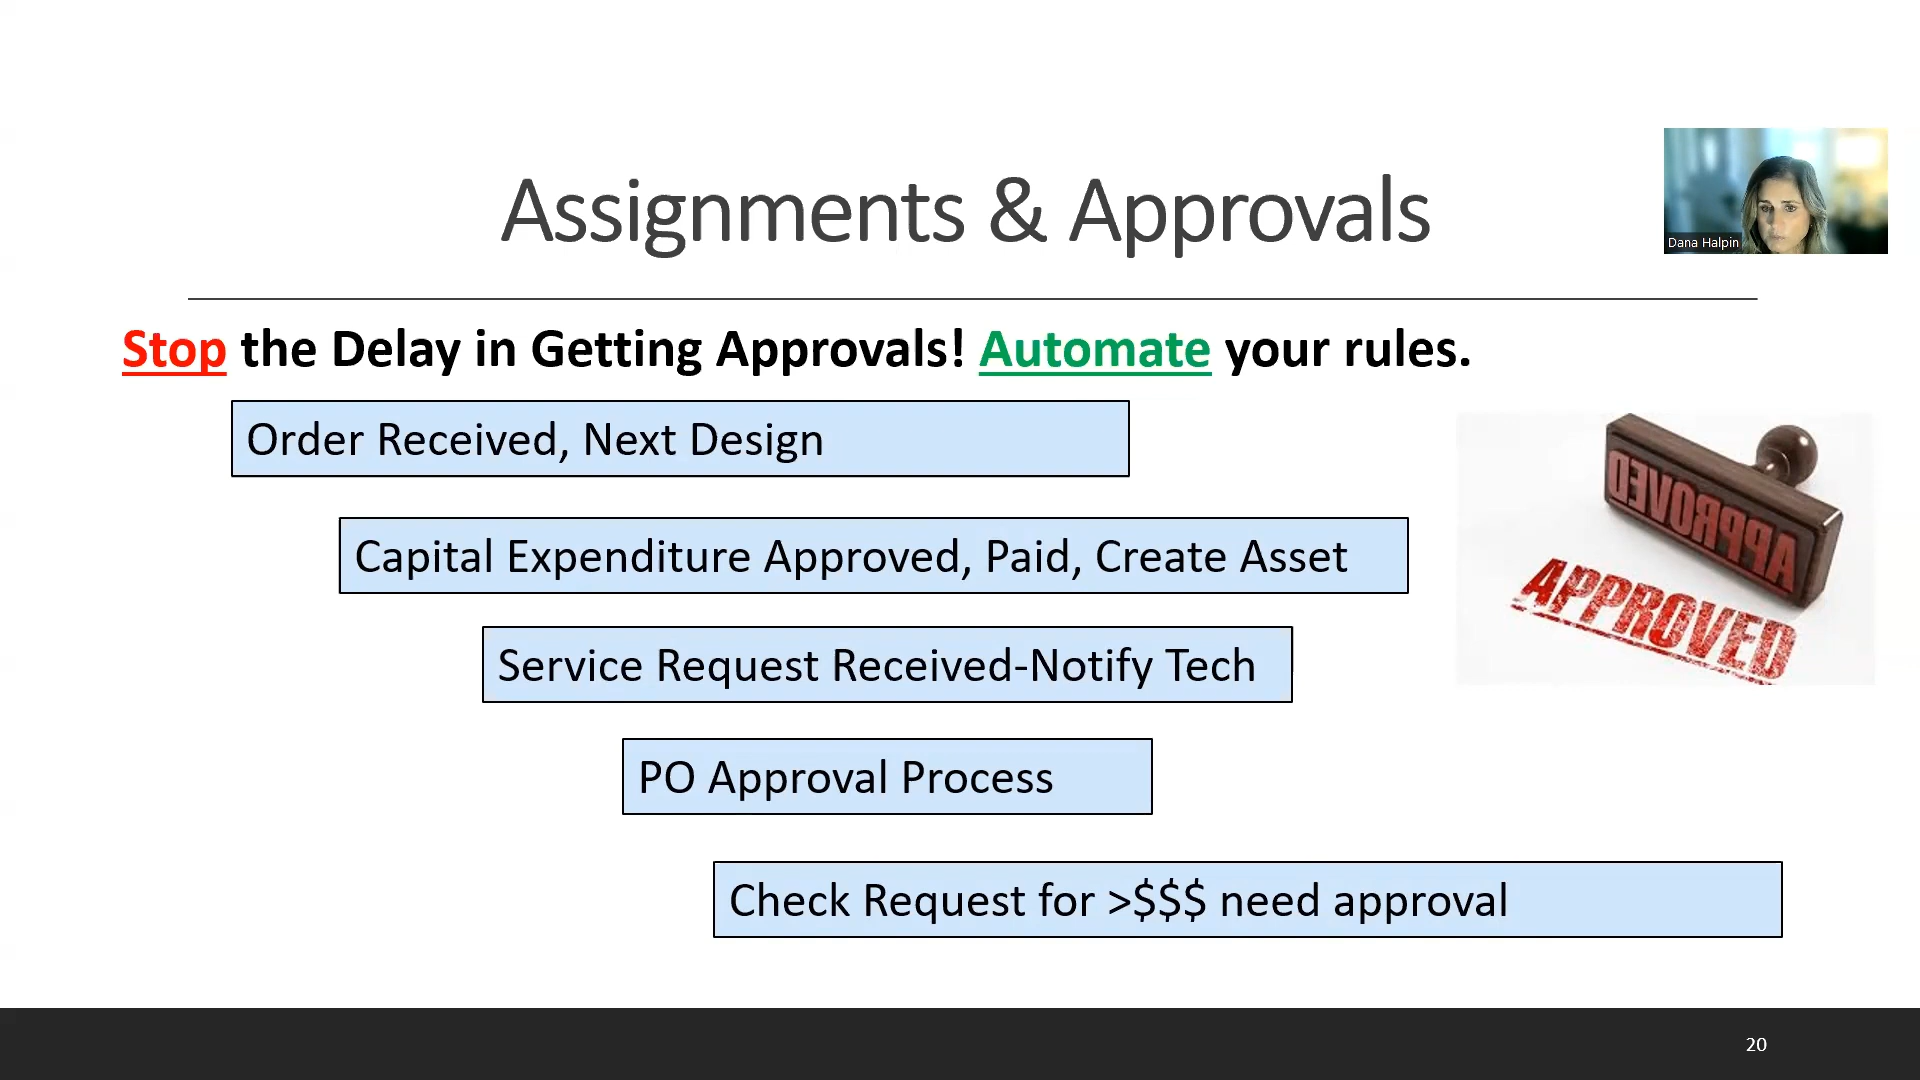 Assignments & Approvals
Dana Halpin
Stop the Delay in Getting Approvals! Automate your rules.
Order Received, Next Design
Capital Expenditure Approved, Paid, Create Asset
Service Request Received-Notify Tech
PO Approval Process
Check Request for >$$$ need approval
APPROVED
APPROVED
20